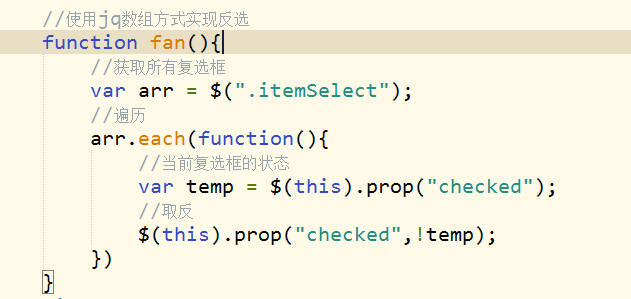 //使用jq数组方式实现反选
function fan(){
//获取所有复选框
var arr = $(".itemSelect");
//遍历
arr.each(function(){
//当前复选框的状态
var temp = $(this).prop("checked");
//取反
$(this).prop("checked",!temp);
})
}